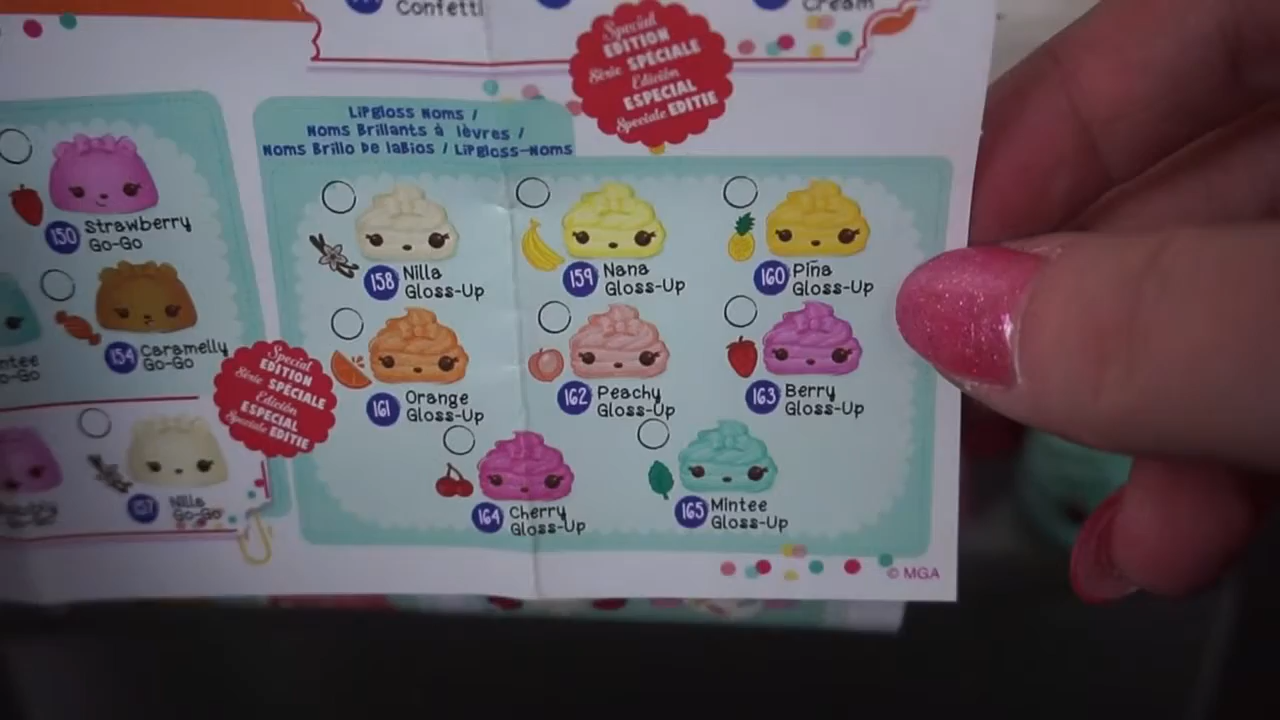 Confetti
Cream
Special
EDITION
Série SPÉCIALE
Edición
ESPECIAL
Speciale EDITIE
Lipgloss Noms /
Noms Brillants à lèvres /
Noms Brillo De laBios / Lipgloss-Noms
150 Strawberry
Go-Go
154 Caramelly
Go-Go
ntee
o-Go
Special
EDITION
Série SPÉCIALE
Edición
ESPECIAL
Speciale EDITIE
157 Nilla
Go-Go
158 Nilla
Gloss-Up
159 Nana
Gloss-Up
160 Piña
Gloss-Up
161 Orange
Gloss-Up
162 Peachy
Gloss-Up
163 Berry
Gloss-Up
164 Cherry
Gloss-Up
165 Mintee
Gloss-Up
© MGA